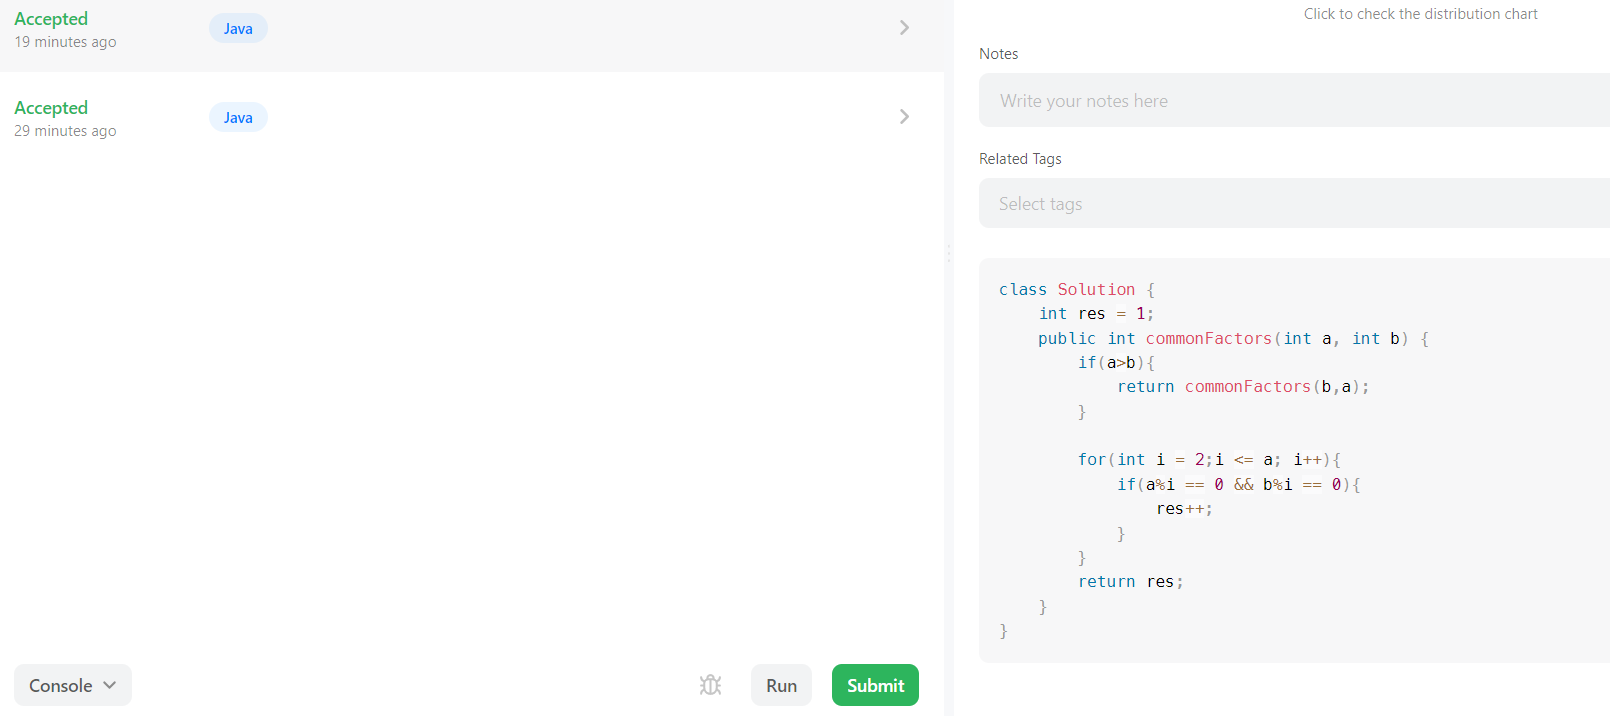 Accepted
19 minutes ago
Java
Accepted
29 minutes ago
Java
Console
Run
Submit
Click to check the distribution chart
Notes
Write your notes here
Related Tags
Select tags
class Solution {
    int res = 1;
    public int commonFactors(int a, int b) {
        if(a>b){
            return commonFactors(b,a);
        }

        for(int i = 2;i <= a; i++){
            if(a%i == 0 && b%i == 0){
                res++;
            }
        }
        return res;
    }
}